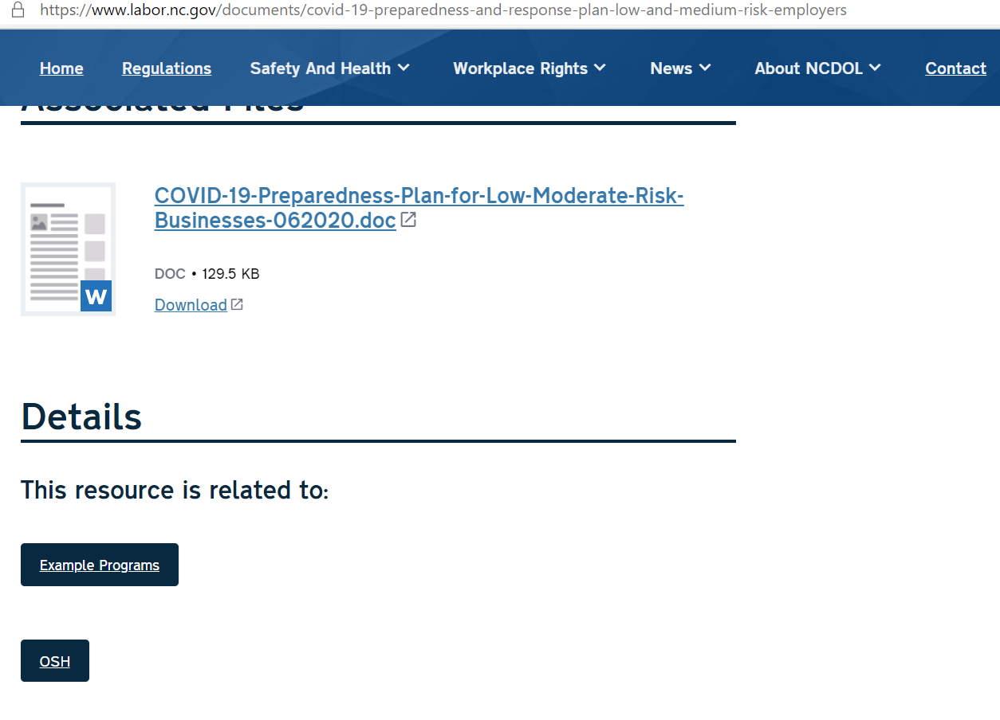 https://www.labor.nc.gov/documents/covid-19-preparedness-and-response-plan-low-and-medium-risk-employers
Home Regulations Safety And Health Workplace Rights News About NCDOL Contact
Associated Files
COVID-19-Preparedness-Plan-for-Low-Moderate-Risk-
Businesses-062020.doc
W
DOC • 129.5 KB
Download
Details
This resource is related to:
Example Programs
OSH